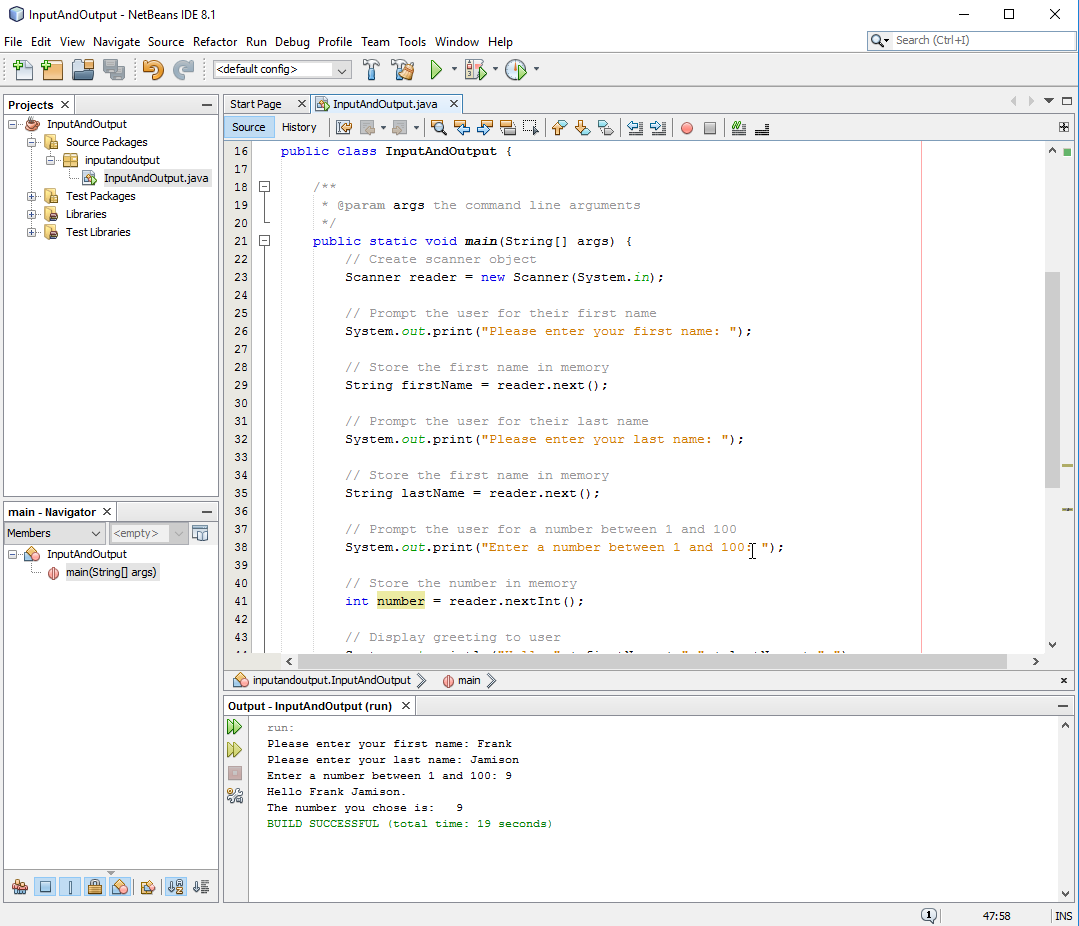 InputAndOutput - NetBeans IDE 8.1
File Edit View Navigate Source Refactor Run Debug Profile Team Tools Window Help
Search (Ctrl+I)
<default config>
Projects
InputAndOutput
Source Packages
inputandoutput
InputAndOutput.java
Test Packages
Libraries
Test Libraries
main - Navigator
Members
<empty>
InputAndOutput
main(String[] args)
Start Page InputAndOutput.java
Source History
16 public class InputAndOutput {
17
18 /**
19 * @param args the command line arguments
20 */
21 public static void main(String[] args) {
22 // Create scanner object
23 Scanner reader = new Scanner(System.in);
24
25 // Prompt the user for their first name
26 System.out.print("Please enter your first name: ");
27
28 // Store the first name in memory
29 String firstName = reader.next();
30
31 // Prompt the user for their last name
32 System.out.print("Please enter your last name: ");
33
34 // Store the first name in memory
35 String lastName = reader.next();
36
37 // Prompt the user for a number between 1 and 100
38 System.out.print("Enter a number between 1 and 100: ");
39
40 // Store the number in memory
41 int number = reader.nextInt();
42
43 // Display greeting to user
inputandoutput.InputAndOutput main
Output - InputAndOutput (run)
run:
Please enter your first name: Frank
Please enter your last name: Jamison
Enter a number between 1 and 100: 9
Hello Frank Jamison.
The number you chose is: 9
BUILD SUCCESSFUL (total time: 19 seconds)
1 47:58 INS